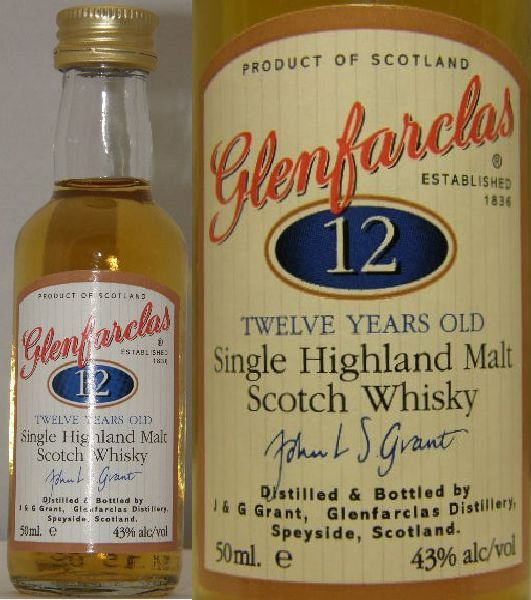 PRODUCT OF SCOTLAND
Glenfarclas
®
ESTABLISHED
1836
12
TWELVE YEARS OLD
Single Highland Malt
Scotch Whisky
John L S Grant
Distilled & Bottled by
J & G Grant, Glenfarclas Distillery,
Speyside, Scotland.
50ml. e 43% alc/vol
PRODUCT OF SCOTLAND
Glenfarclas
®
ESTABLISHED
1836
12
TWELVE YEARS OLD
Single Highland Malt
Scotch Whisky
John L S Grant
Distilled & Bottled by
J & G Grant, Glenfarclas Distillery,
Speyside, Scotland.
50ml. e 43% alc/vol